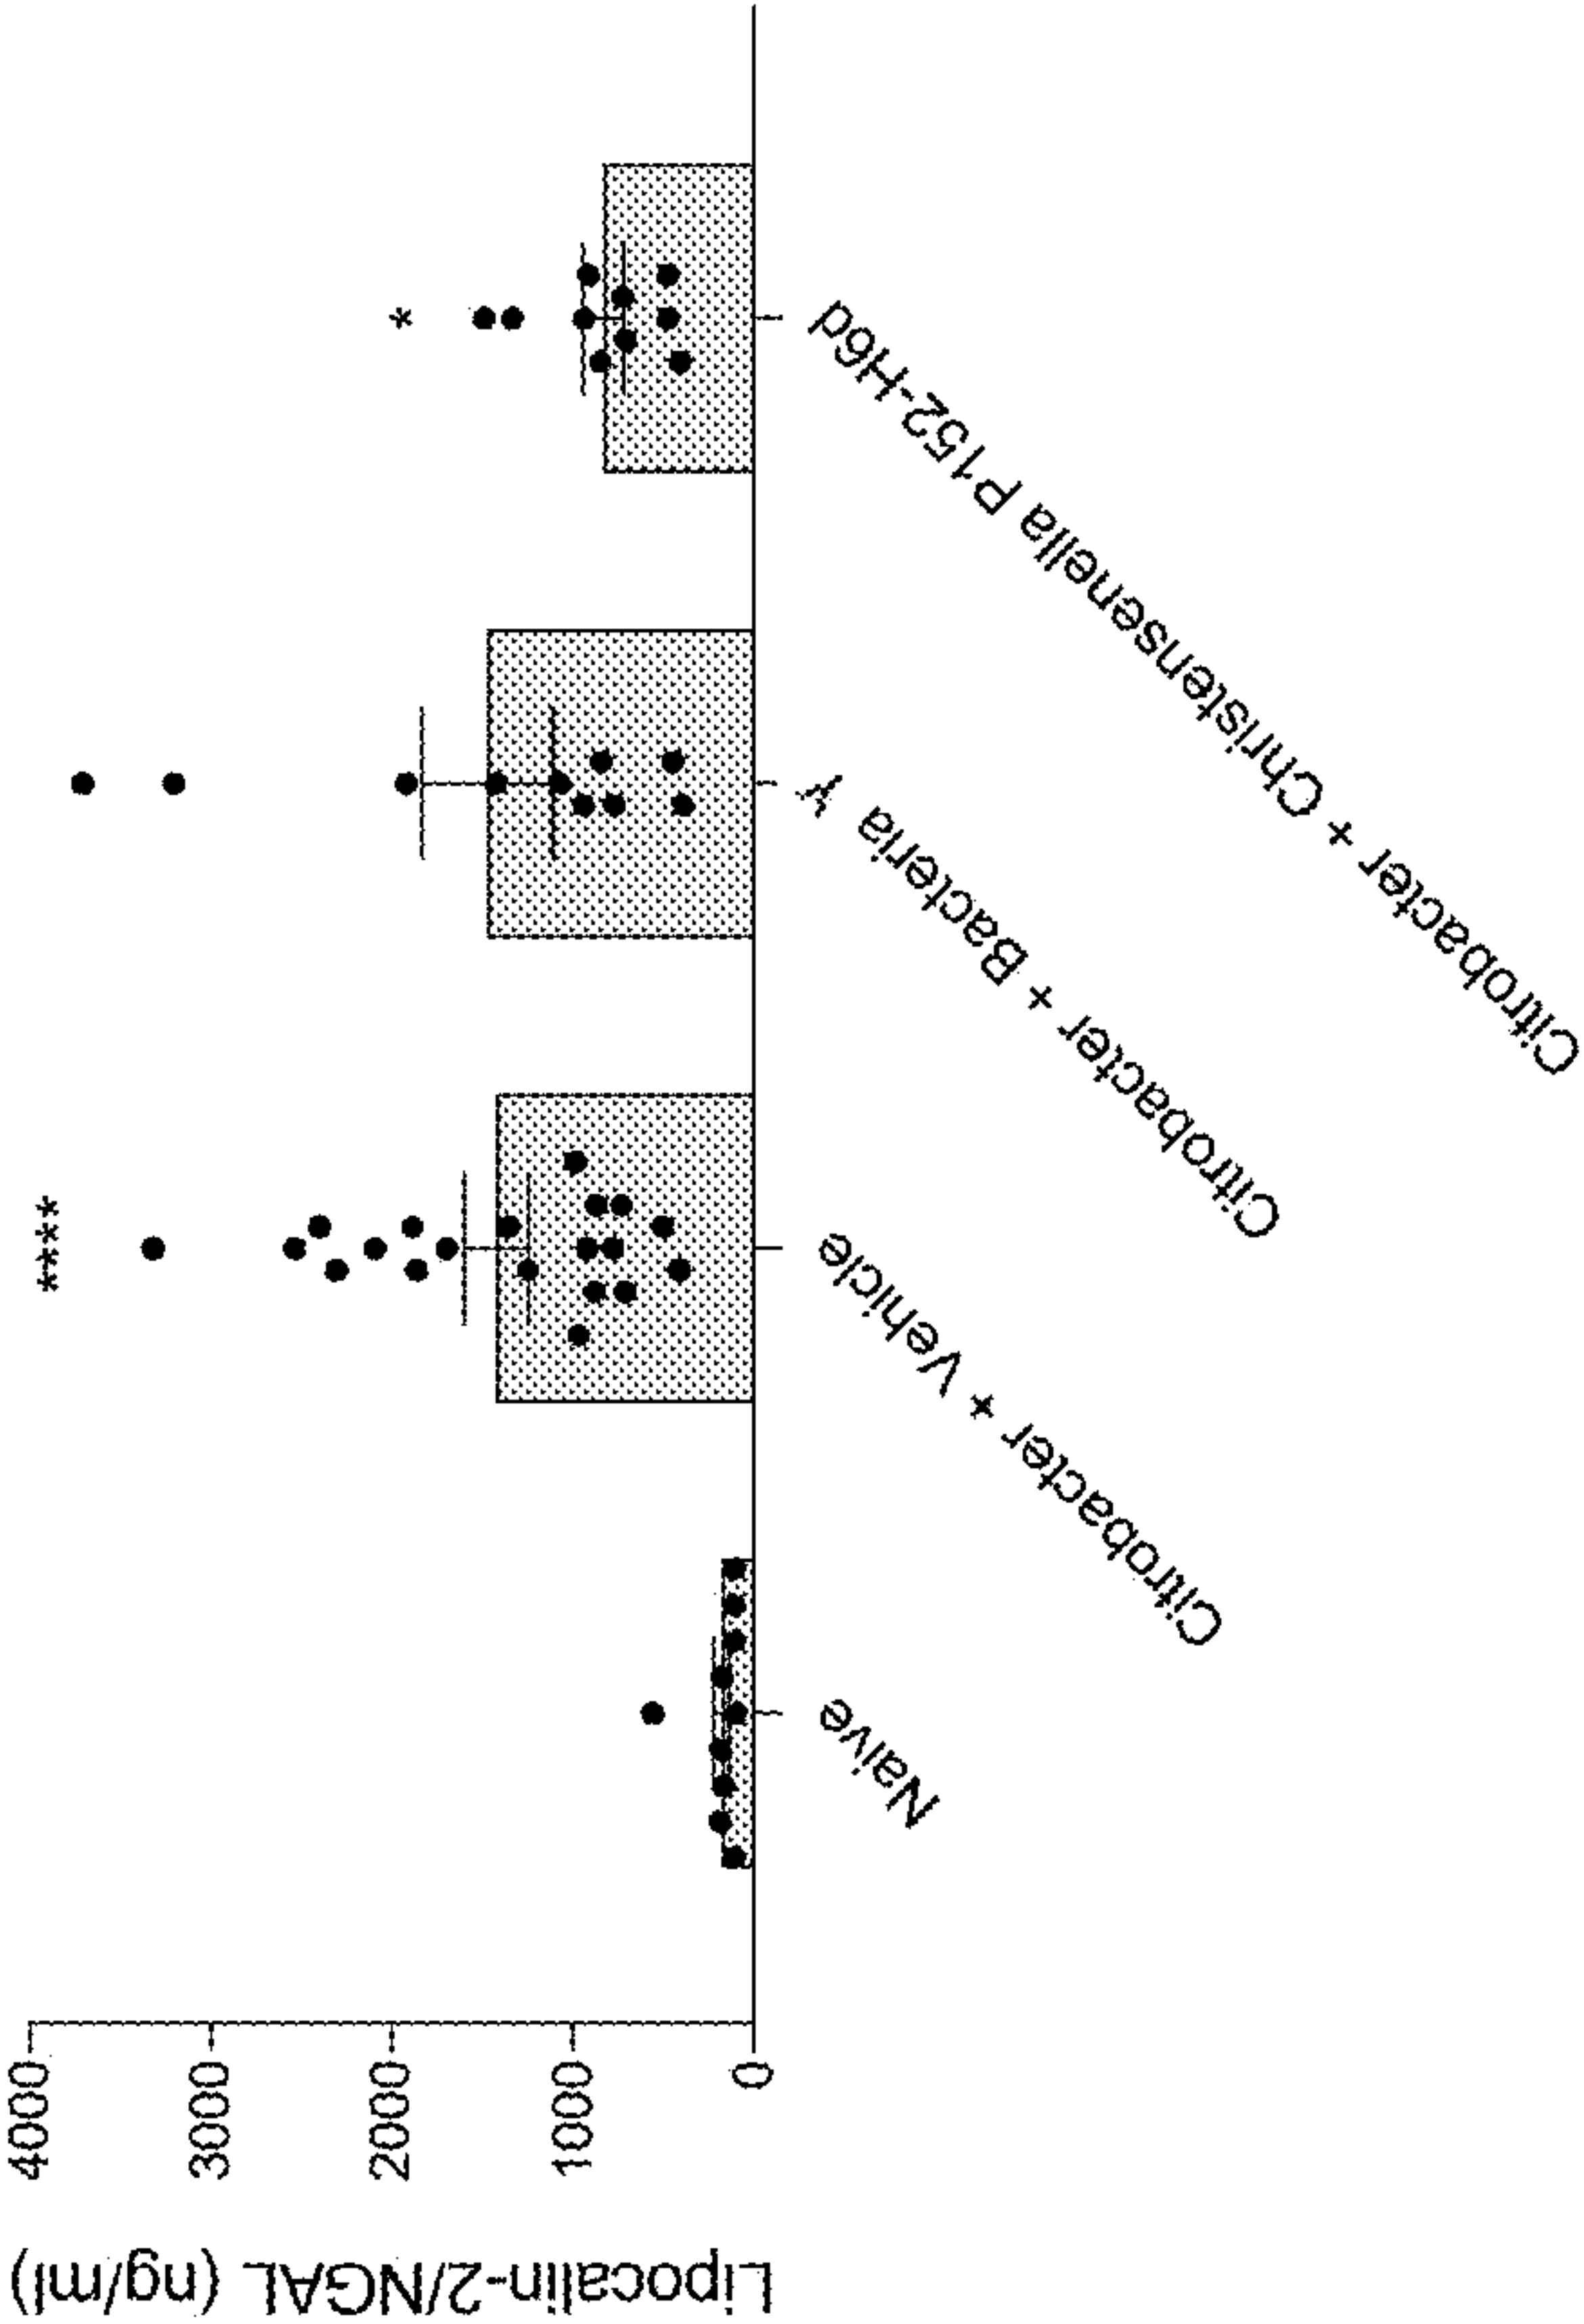 Lipocalin-2/NGAL (ng/ml)
4000
3000
2000
1000
0
****
*
Naive
Citrobacter + Vehicle
Citrobacter + Bacteria Y
Citrobacter + Christensenella P152-H6d